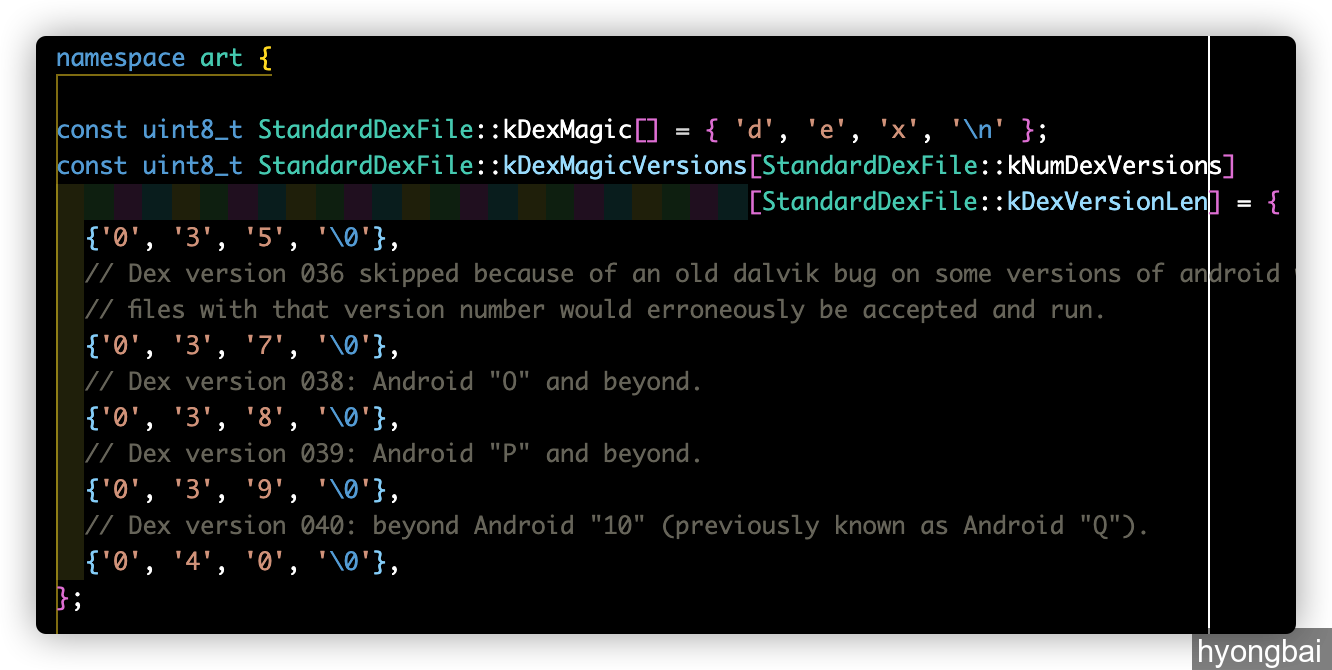 namespace art {
const uint8_t StandardDexFile::kDexMagic[] = { 'd', 'e', 'x', '\n' };
const uint8_t StandardDexFile::kDexMagicVersions[StandardDexFile::kNumDexVersions]
[StandardDexFile::kDexVersionLen] = {
{'0', '3', '5', '\0'},
// Dex version 036 skipped because of an old dalvik bug on some versions of android
// files with that version number would erroneously be accepted and run.
{'0', '3', '7', '\0'},
// Dex version 038: Android "O" and beyond.
{'0', '3', '8', '\0'},
// Dex version 039: Android "P" and beyond.
{'0', '3', '9', '\0'},
// Dex version 040: beyond Android "10" (previously known as Android "Q").
{'0', '4', '0', '\0'},
};
hyongbai